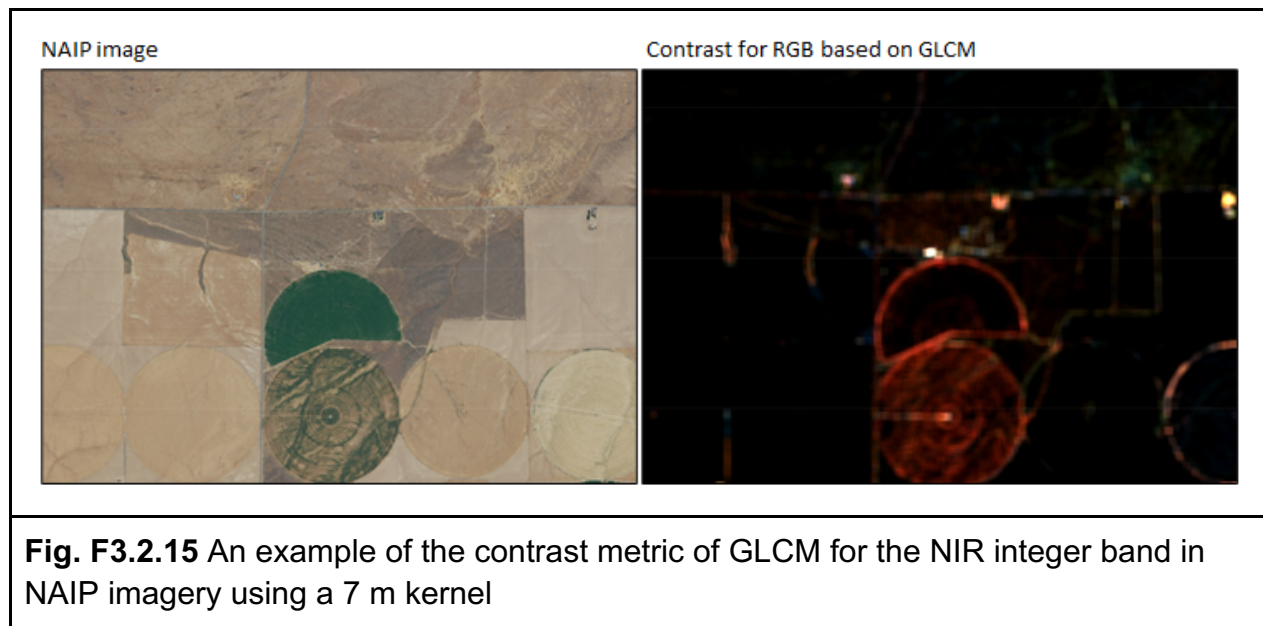 NAIP image
Contrast for RGB based on GLCM
Fig. F3.2.15 An example of the contrast metric of GLCM for the NIR integer band in
NAIP imagery using a 7 m kernel